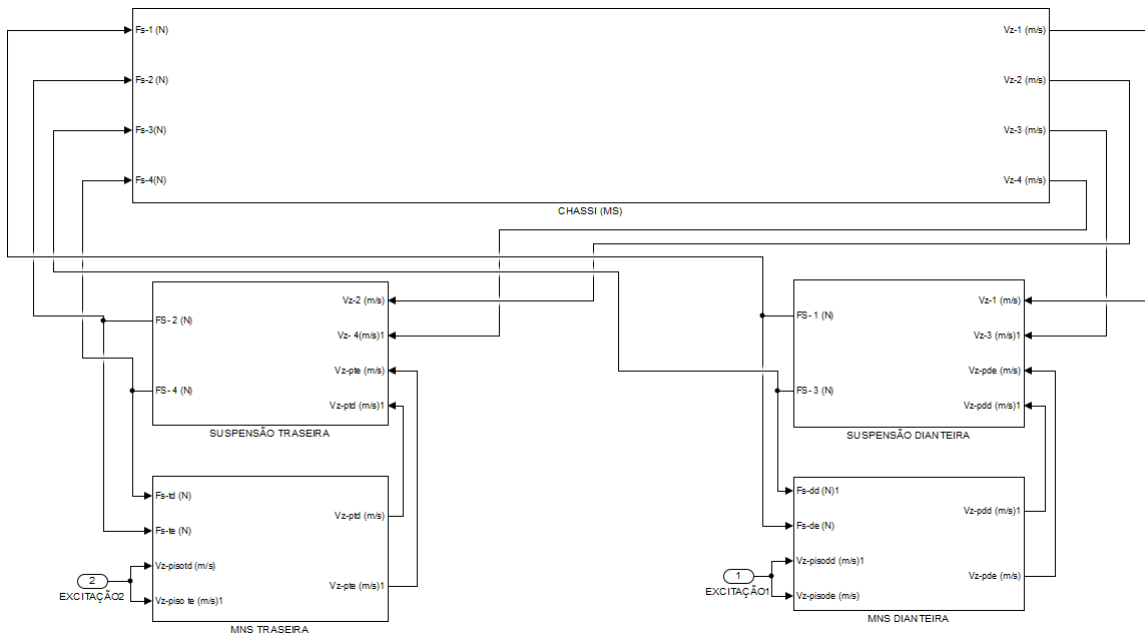 Fs-1 (N)
Vz-1 (m/s)
Fs-2 (N)
Vz-2 (m/s)
Fs-3(N)
Vz-3 (m/s)
Fs-4(N)
Vz-4 (m/s)
CHASSI (MS)
Vz-2 (m/s)
FS- 2 (N)
Vz- 4(m/s)1
Vz-pte (m/s)
FS- 4 (N)
Vz-ptd (m/s)1
SUSPENSÃO TRASEIRA
Vz-1 (m/s)
FS- 1 (N)
Vz-3 (m/s)1
Vz-pde (m/s)
FS- 3 (N)
Vz-pdd (m/s)1
SUSPENSÃO DIANTEIRA
Fs-td (N)
Vz-ptd (m/s)
Fs-te (N)
Vz-pisotd (m/s)
Vz-pte (m/s)1
Vz-piso te (m/s)1
2
EXCITAÇÃO2
MNS TRASEIRA
Fs-dd (N)1
Vz-pdd (m/s)1
Fs-de (N)
Vz-pisodd (m/s)1
Vz-pde (m/s)
Vz-pisode (m/s)
1
EXCITAÇÃO1
MNS DIANTEIRA